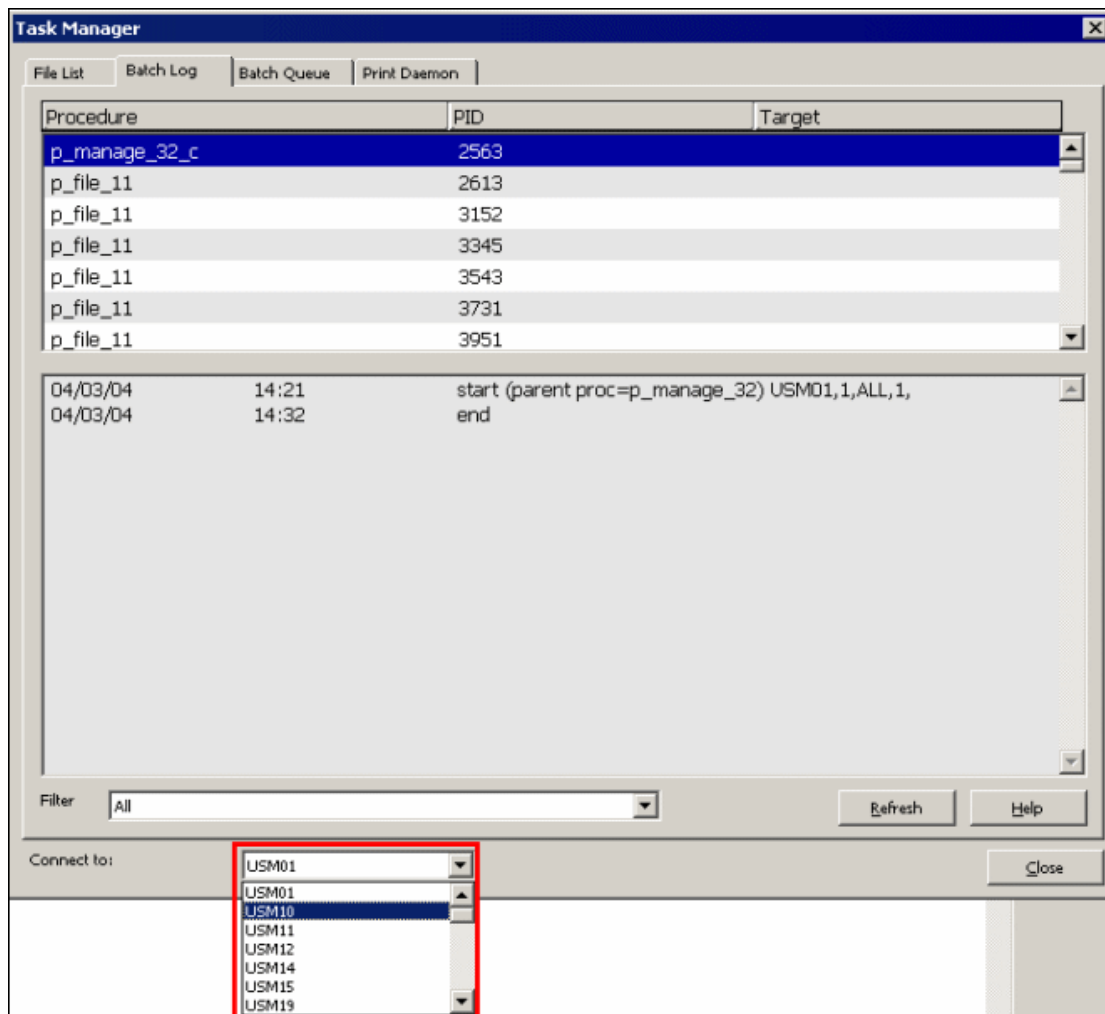 Task Manager
File List Batch Log Batch Queue Print Daemon
Procedure PID Target
p_manage_32_c 2563
p_file_11 2613
p_file_11 3152
p_file_11 3345
p_file_11 3543
p_file_11 3731
p_file_11 3951
04/03/04 14:21 start (parent proc=p_manage_32) USM01,1,ALL,1,
04/03/04 14:32 end
Filter All Refresh Help
Connect to: USM01 Close
USM01
USM10
USM11
USM12
USM14
USM15
USM19